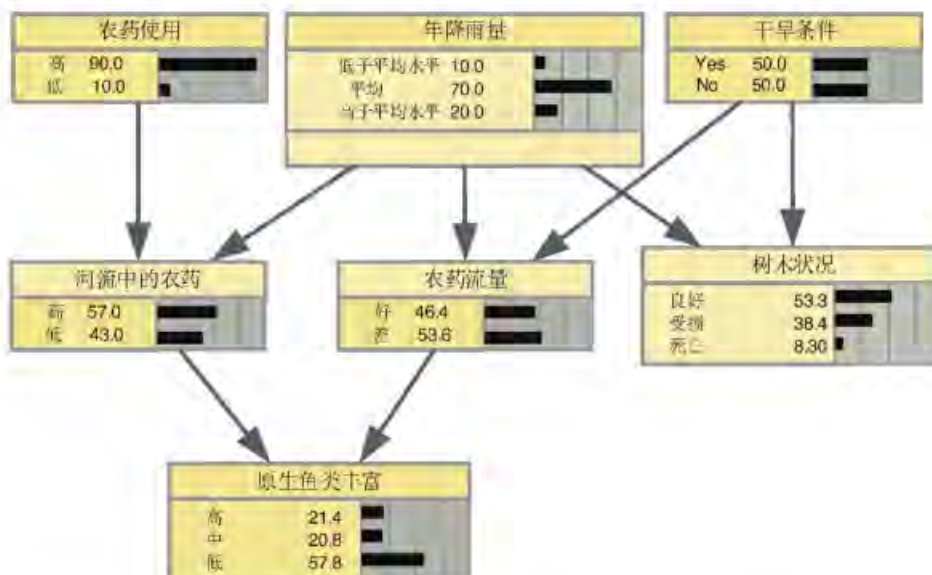 农药使用
高 90.0
低 10.0
年降雨量
低于平均水平 10.0
平均 70.0
当于平均水平 20.0
干旱条件
Yes 50.0
No 50.0
河流中的农药
高 57.0
低 43.0
农药流量
好 46.4
差 53.6
树木状况
良好 53.3
受损 38.4
死亡 8.30
原生鱼类丰富
高 21.4
中 20.8
低 57.8